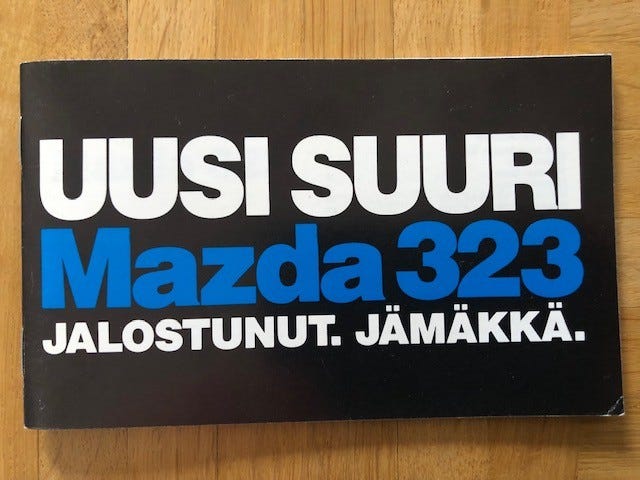 UUSI SUURI
Mazda 323
JALOSTUNUT. JÄMÄKKÄ.